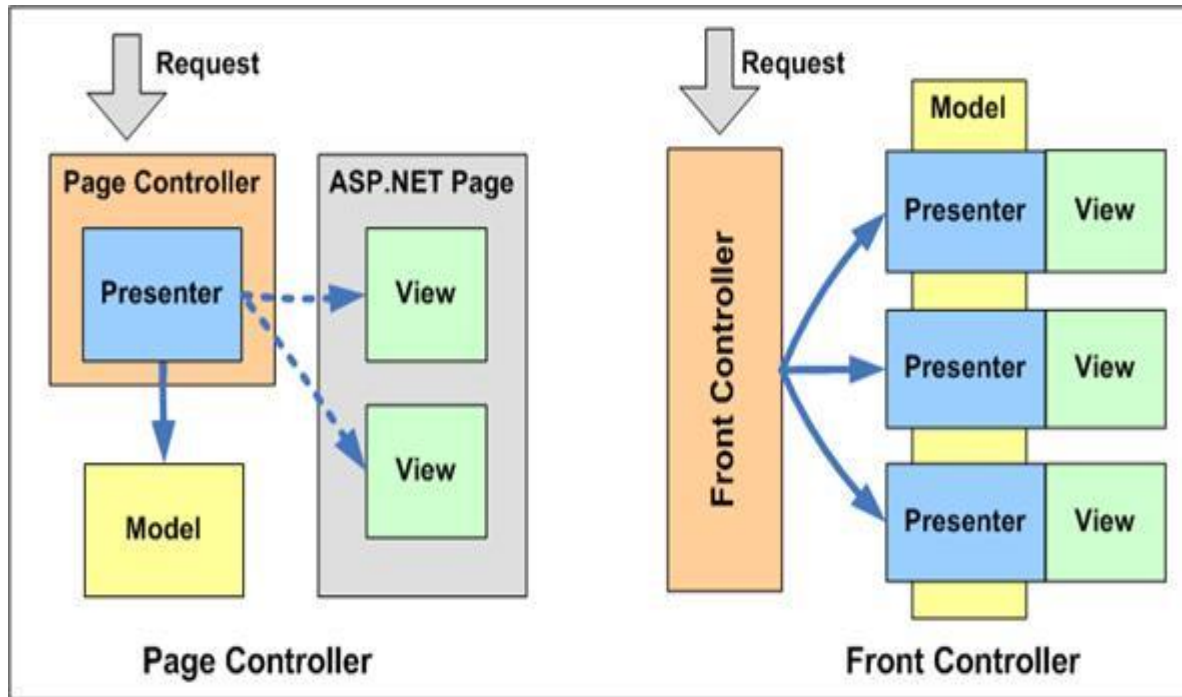 Request
Page Controller
Presenter
Model
ASP.NET Page
View
View
Page Controller
Request
Front Controller
Model
Presenter
View
Presenter
View
Presenter
View
Front Controller